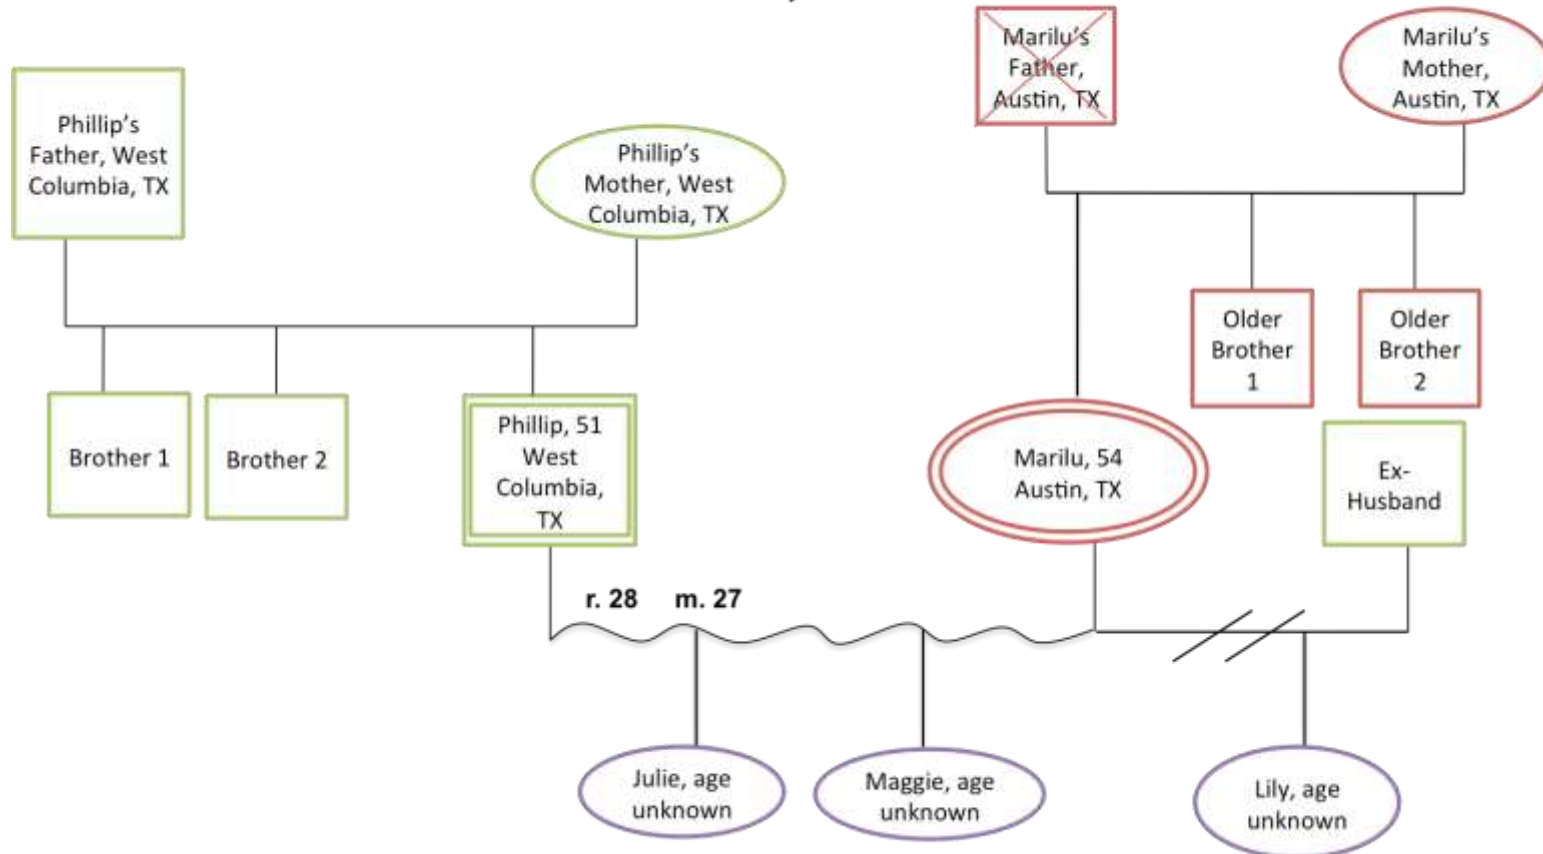 Marilu's
Father,
Austin, TX
Marilu's
Mother,
Austin, TX
Phillip's
Father, West
Columbia, TX
Phillip's
Mother, West
Columbia, TX
Older
Brother
1
Older
Brother
2
Brother 1
Brother 2
Phillip, 51
West
Columbia,
TX
Marilu, 54
Austin, TX
Ex-
Husband
r. 28 m. 27
Julie, age
unknown
Maggie, age
unknown
Lily, age
unknown